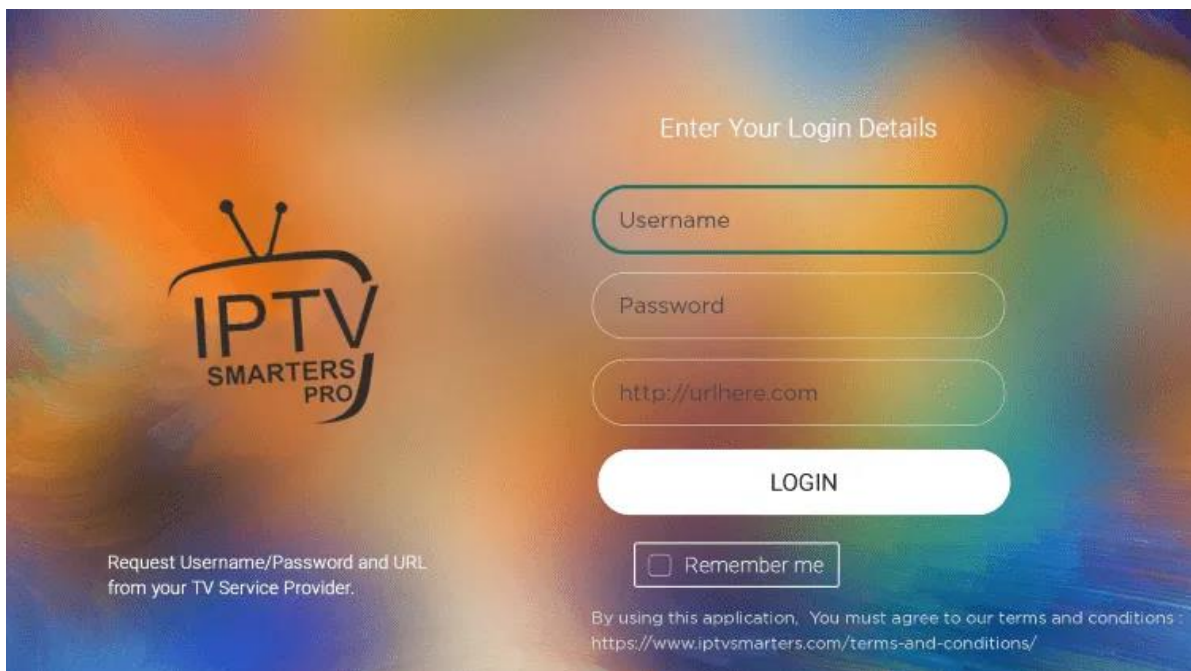 Enter Your Login Details
Username
Password
http://urlhere.com
LOGIN
Remember me
By using this application, You must agree to our terms and conditions :
https://www.iptvsmarters.com/terms-and-conditions/
IPTV
SMARTERS
PRO
Request Username/Password and URL
from your TV Service Provider.